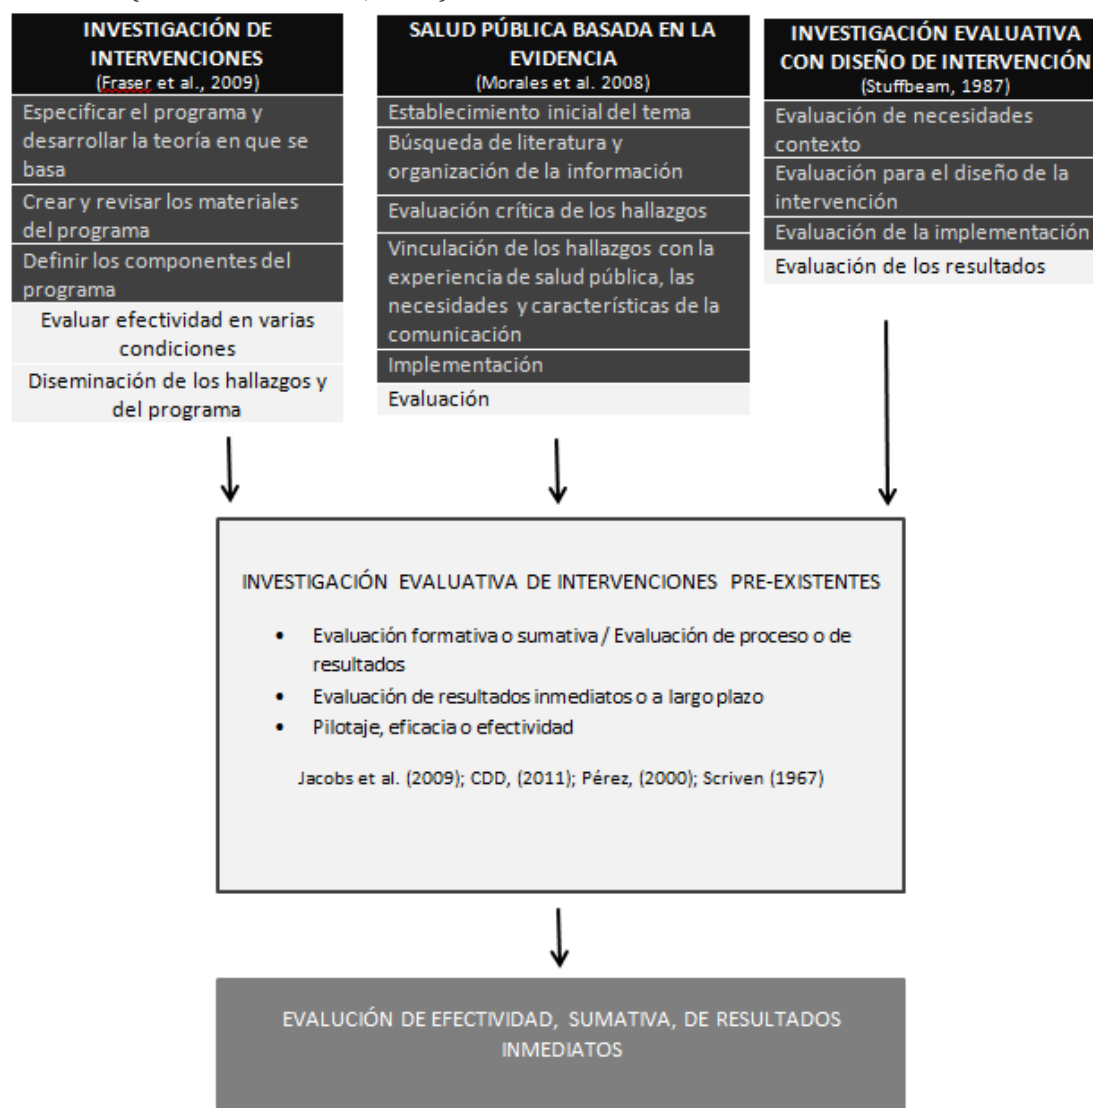 INVESTIGACIÓN DE
INTERVENCIONES
(Fraser et al., 2009)
Especificar el programa y
desarrollar la teoría en que se
basa
Crear y revisar los materiales
del programa
Definir los componentes del
programa
Evaluar efectividad en varias
condiciones
Diseminación de los hallazgos y
del programa
SALUD PÚBLICA BASADA EN LA
EVIDENCIA
(Morales et al. 2008)
Establecimiento inicial del tema
Búsqueda de literatura y
organización de la información
Evaluación crítica de los hallazgos
Vinculación de los hallazgos con la
experiencia de salud pública, las
necesidades y características de la
comunicación
Implementación
Evaluación
INVESTIGACIÓN EVALUATIVA
CON DISEÑO DE INTERVENCIÓN
(Stuffbeam, 1987)
Evaluación de necesidades
contexto
Evaluación para el diseño de la
intervención
Evaluación de la implementación
Evaluación de los resultados
INVESTIGACIÓN EVALUATIVA DE INTERVENCIONES PRE-EXISTENTES
• Evaluación formativa o sumativa / Evaluación de proceso o de
resultados
• Evaluación de resultados inmediatos o a largo plazo
• Pilotaje, eficacia o efectividad
Jacobs et al. (2009); CDD, (2011); Pérez, (2000); Scriven (1967)
EVALUCIÓN DE EFECTIVIDAD, SUMATIVA, DE RESULTADOS
INMEDIATOS